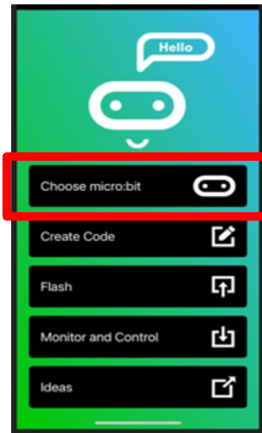 Hello
Choose micro:bit
Create Code
Flash
Monitor and Control
Ideas